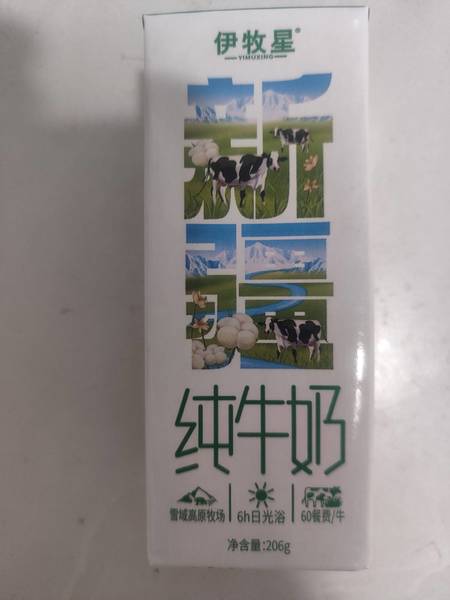 伊牧星®
YIMUXING
新
疆
纯牛奶
雪域高原牧场 6h日光浴 60餐费/牛
净含量:206g